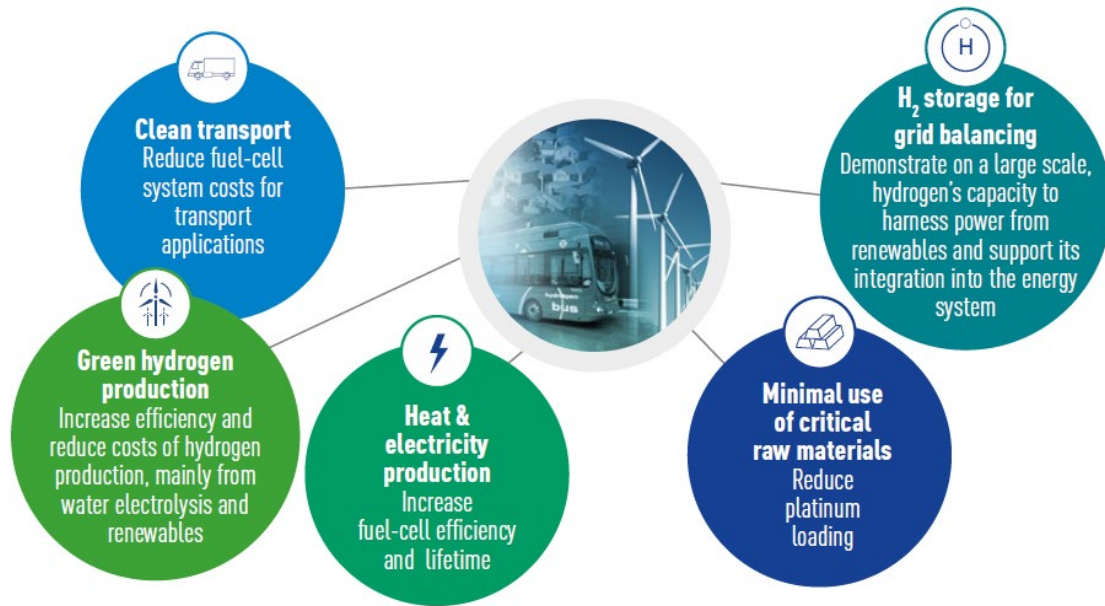 Clean transport
Reduce fuel-cell
system costs for
transport
applications
Green hydrogen
production
Increase efficiency and
reduce costs of hydrogen
production, mainly from
water electrolysis and
renewables
Heat &
electricity
production
Increase
fuel-cell efficiency
and lifetime
hydrogen
bus
Minimal use
of critical
raw materials
Reduce
platinum
loading
H
H₂ storage for
grid balancing
Demonstrate on a large scale,
hydrogen’s capacity to
harness power from
renewables and support its
integration into the energy
system